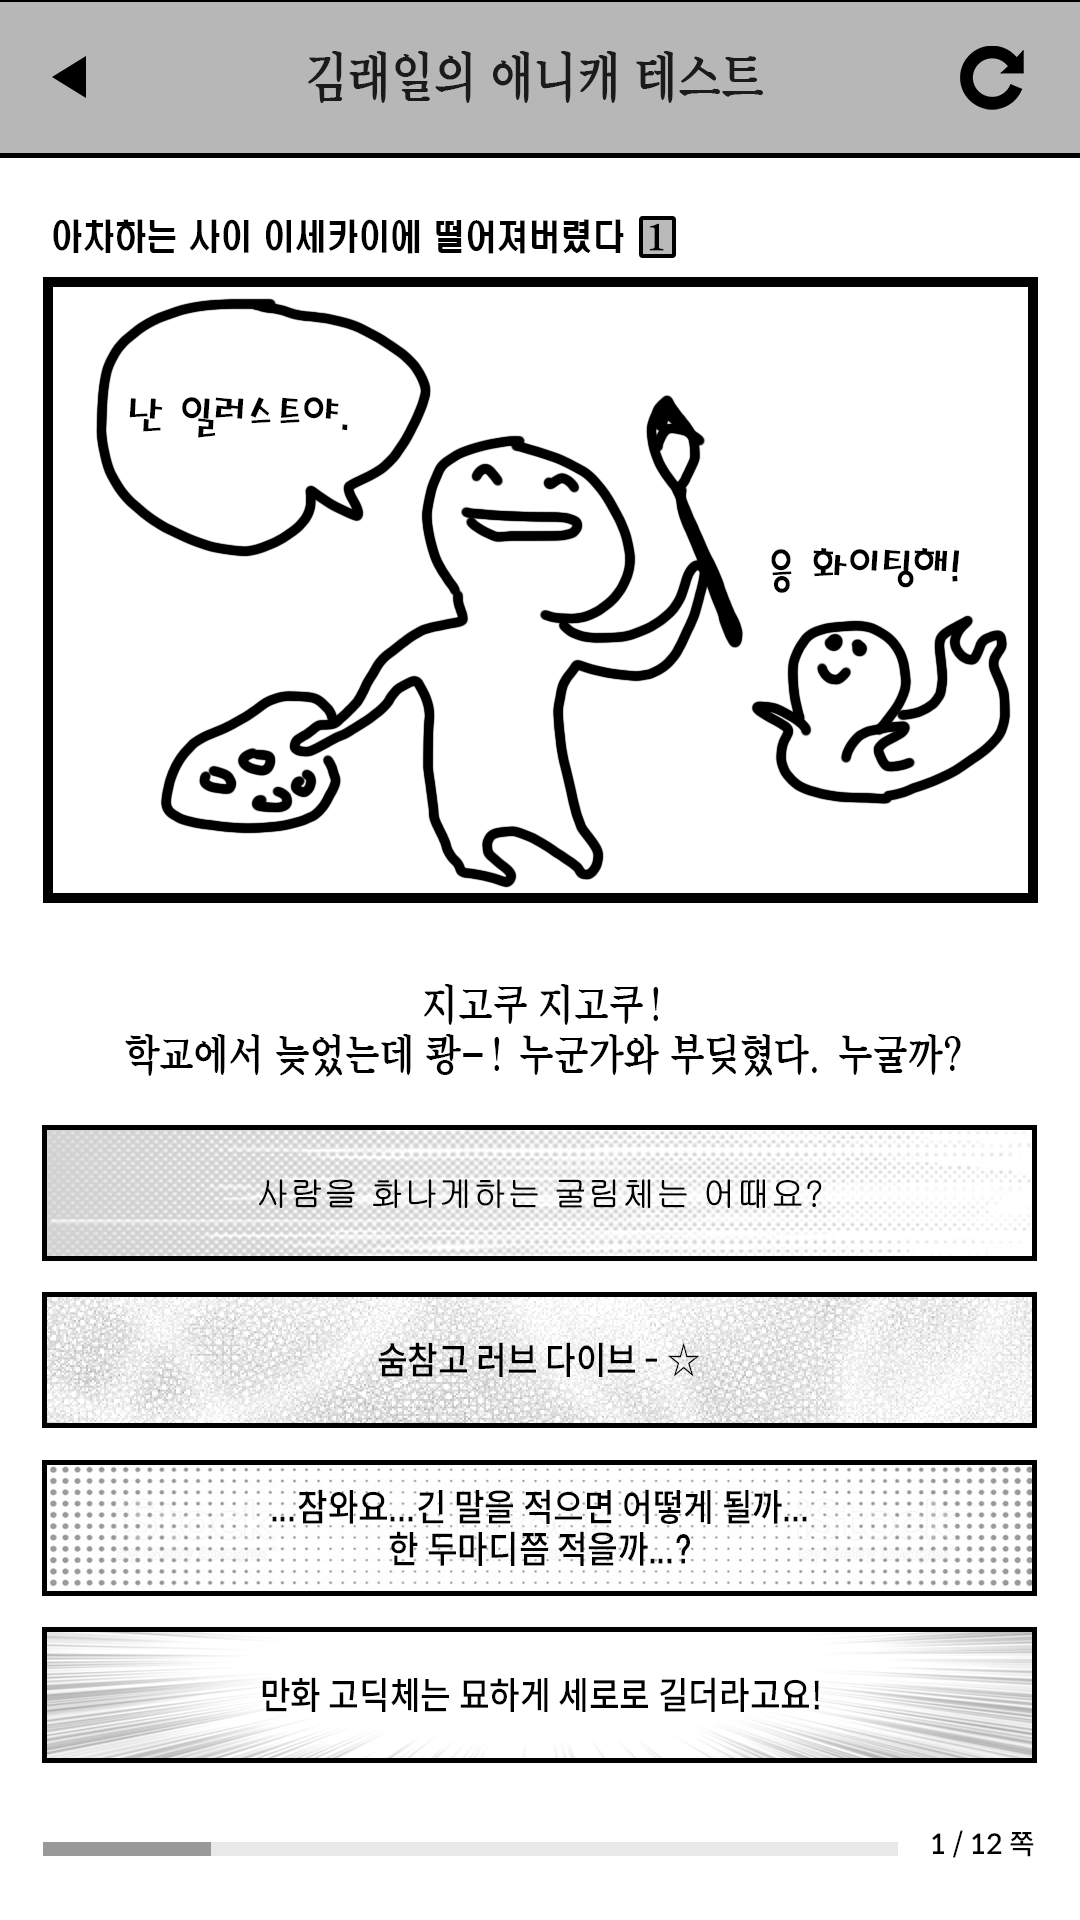 김래일의 애니캐 테스트
아차하는 사이 이세카이에 떨어져버렸다 1
난 일러스트야.
응 화이팅해!
지고쿠 지고쿠!
학교에서 늦었는데 쾅-! 누군가와 부딪혔다. 누굴까?
사람을 화나게하는 굴림체는 어때요?
숨참고 러브 다이브 - ☆
...잠와요...긴 말을 적으면 어떻게 될까...
한 두마디쯤 적을까...?
만화 고딕체는 묘하게 세로로 길더라고요!
1 / 12 쪽